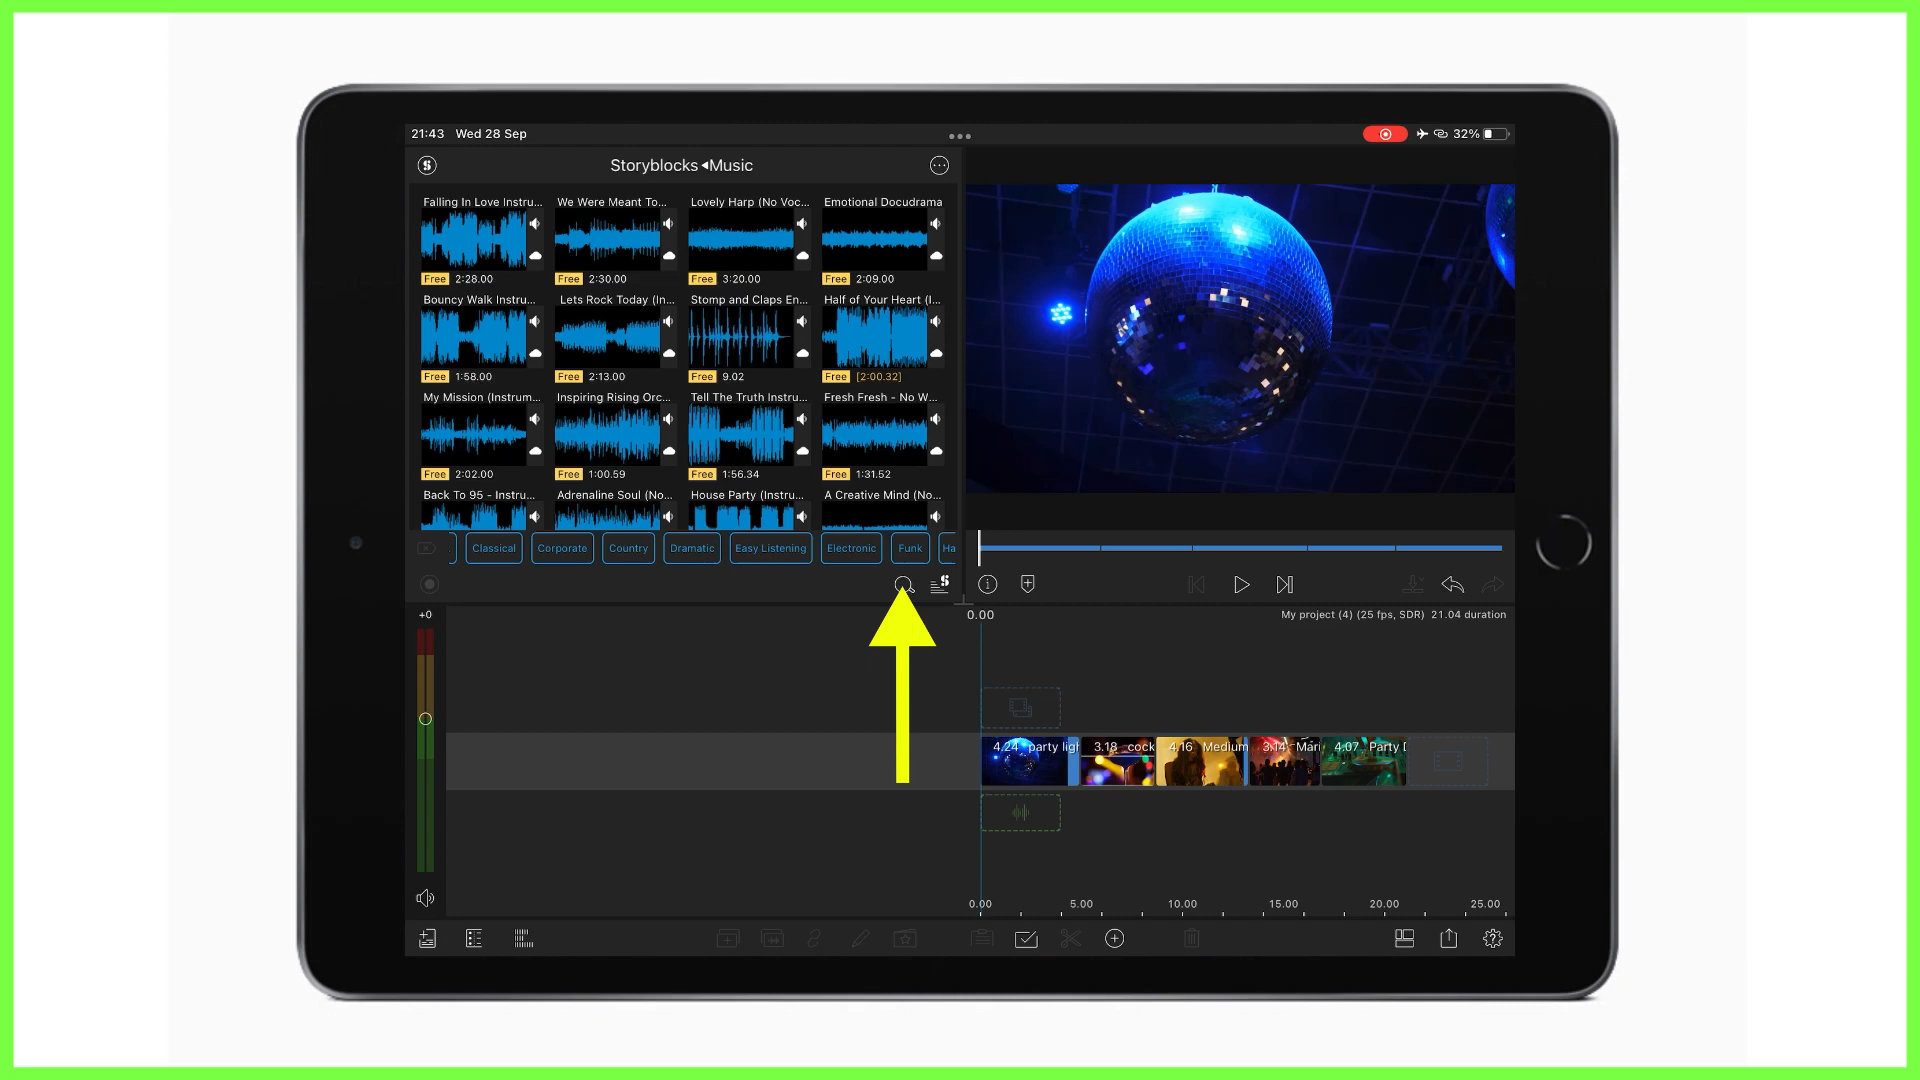 21:43 Wed 28 Sep 32%
Storyblocks ◂Music
Falling In Love Instru... We Were Meant To... Lovely Harp (No Voc... Emotional Docudrama
Free 2:28.00 Free 2:30.00 Free 3:20.00 Free 2:09.00
Bouncy Walk Instru... Lets Rock Today (In... Stomp and Claps En... Half of Your Heart (I...
Free 1:58.00 Free 2:13.00 Free 9.02 Free [2:00.32]
My Mission (Instrum... Inspiring Rising Orc... Tell The Truth Instru... Fresh Fresh - No W...
Free 2:02.00 Free 1:00.59 Free 1:56.34 Free 1:31.52
Back To 95 - Instru... Adrenaline Soul (No... House Party (Instru... A Creative Mind (No...
Classical Corporate Country Dramatic Easy Listening Electronic Funk Ha
+0 0.00 My project (4) (25 fps, SDR) 21.04 duration
4.24 party ligh 3.18 cock 4.16 Medium 3.14 Mari 4.07 Party
0.00 5.00 10.00 15.00 20.00 25.00